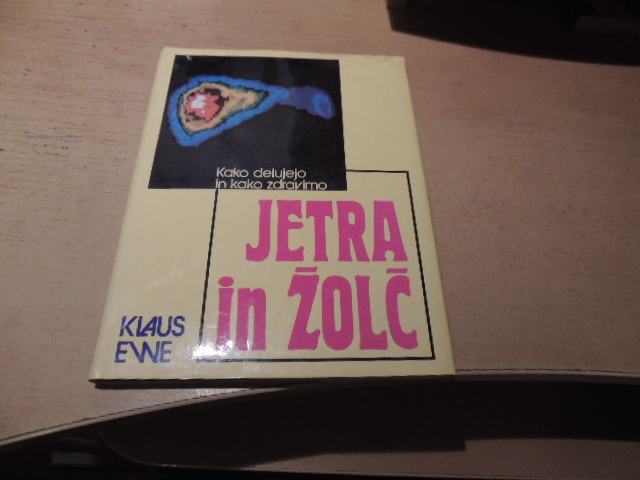 Kako delujejo
in kako zdravimo
JETRA
in ŽOLČ
KLAUS
EWE